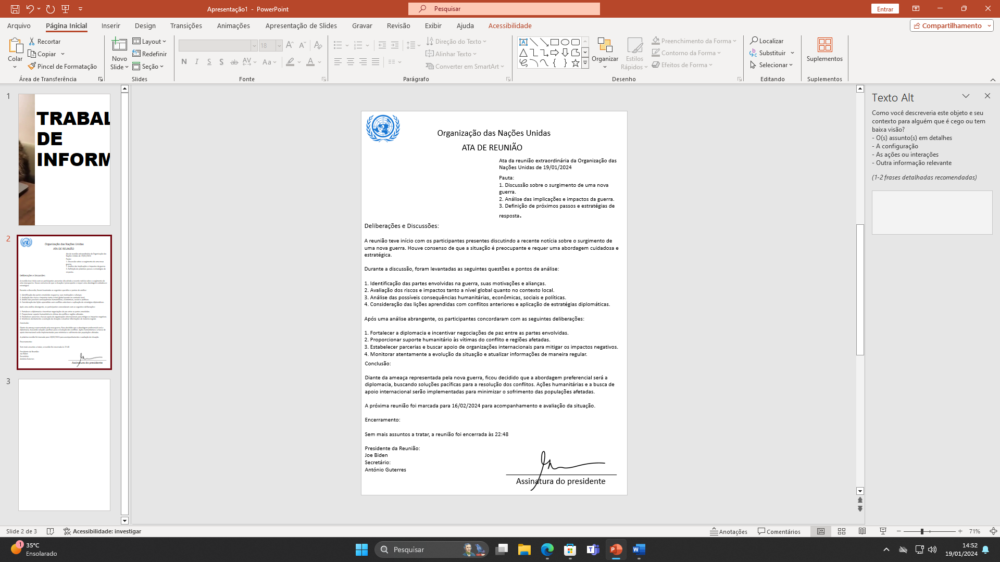 Apresentação1 - PowerPoint
Pesquisar
Entrar
Arquivo
Página Inicial
Inserir
Design
Transições
Animações
Apresentação de Slides
Gravar
Revisão
Exibir
Ajuda
Acessibilidade
Compartilhamento
Colar
Recortar
Copiar
Pincel de Formatação
Área de Transferência
Novo
Slide
Layout
Redefinir
Seção
Slides
18
N I S S ab AV Aa A
Fonte
Direção do Texto
Alinhar Texto
Converter em SmartArt
Parágrafo
Organizar
Estilos
Rápidos
Preenchimento da Forma
Contorno da Forma
Efeitos de Forma
Desenho
Localizar
Substituir
Selecionar
Editando
Suplementos
Suplementos
1
TRABAL
DE
INFORM
2
3
Organização das Nações Unidas
ATA DE REUNIÃO
Ata da reunião extraordinária da Organização das
Nações Unidas de 19/01/2024
Pauta:
1. Discussão sobre o surgimento de uma nova
guerra.
2. Análise das implicações e impactos da guerra.
3. Definição de próximos passos e estratégias de
resposta.
Deliberações e Discussões:
A reunião teve início com os participantes presentes discutindo a recente notícia sobre o surgimento de
uma nova guerra. Houve consenso de que a situação é preocupante e requer uma abordagem cuidadosa e
estratégica.
Durante a discussão, foram levantadas as seguintes questões e pontos de análise:
1. Identificação das partes envolvidas na guerra, suas motivações e alianças.
2. Avaliação dos riscos e impactos tanto a nível global quanto no contexto local.
3. Análise das possíveis consequências humanitárias, econômicas, sociais e políticas.
4. Consideração das lições aprendidas com conflitos anteriores e aplicação de estratégias diplomáticas.
Após uma análise abrangente, os participantes concordaram com as seguintes deliberações:
1. Fortalecer a diplomacia e incentivar negociações de paz entre as partes envolvidas.
2. Proporcionar suporte humanitário às vítimas do conflito e regiões afetadas.
3. Estabelecer parcerias e buscar apoio de organizações internacionais para mitigar os impactos negativos.
4. Monitorar atentamente a evolução da situação e atualizar informações de maneira regular.
Conclusão:
Diante da ameaça representada pela nova guerra, ficou decidido que a abordagem preferencial será a
diplomacia, buscando soluções pacíficas para a resolução dos conflitos. Ações humanitárias e a busca de
apoio internacional serão implementadas para minimizar o sofrimento das populações afetadas.
A próxima reunião foi marcada para 16/02/2024 para acompanhamento e avaliação da situação.
Encerramento:
Sem mais assuntos a tratar, a reunião foi encerrada às 22:48
Presidente da Reunião:
Joe Biden
Secretário:
António Guterres
Assinatura do presidente
Texto Alt
Como você descreveria este objeto e seu
contexto para alguém que é cego ou tem
baixa visão?
- O(s) assunto(s) em detalhes
- A configuração
- As ações ou interações
- Outra informação relevante
(1-2 frases detalhadas recomendadas)
Slide 2 de 3
Acessibilidade: investigar
Anotações
Comentários
71%
1
35°C
Ensolarado
Pesquisar
14:52
19/01/2024